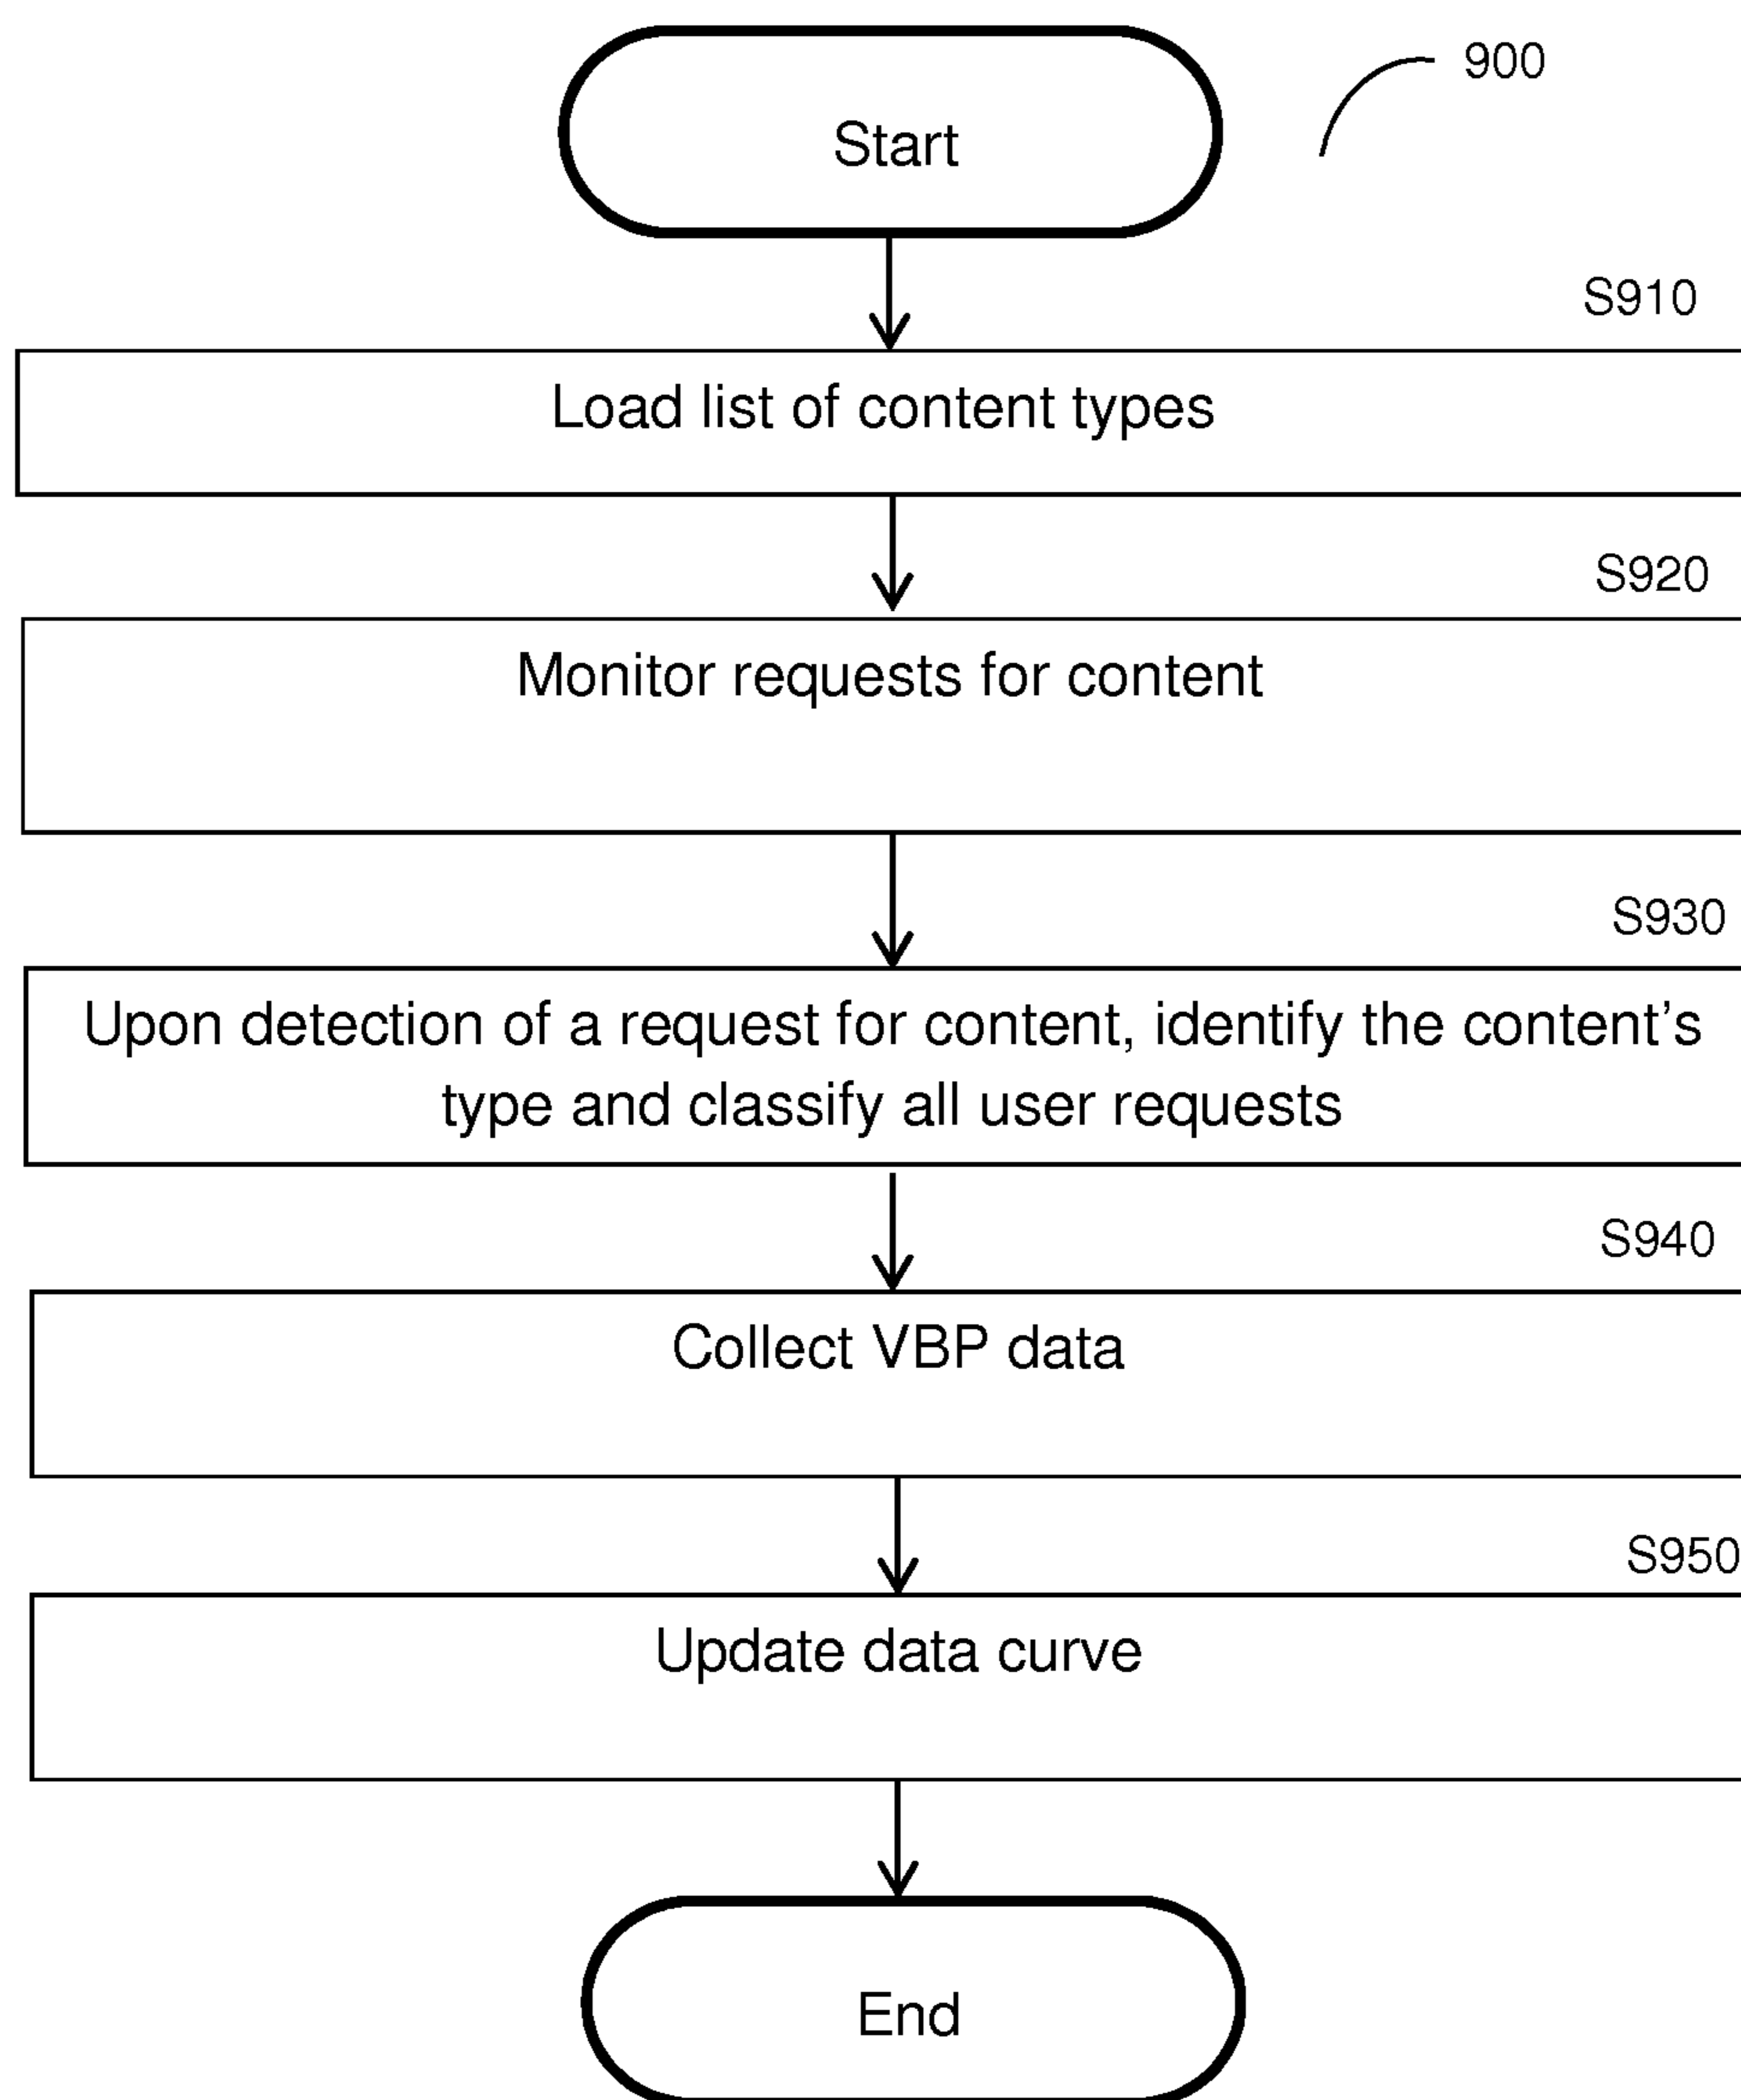 900
Start
S910
Load list of content types
S920
Monitor requests for content
S930
Upon detection of a request for content, identify the content’s
type and classify all user requests
S940
Collect VBP data
S950
Update data curve
End